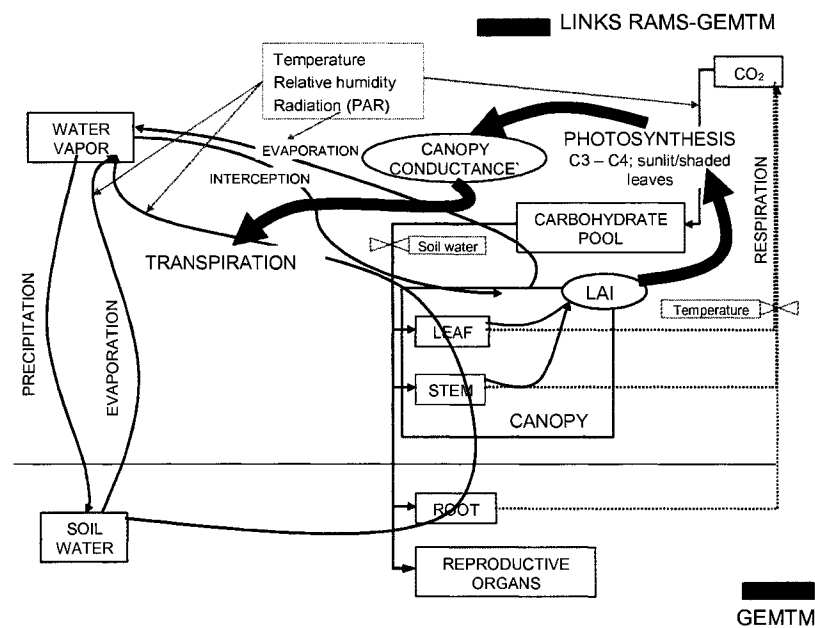 LINKS RAMS-GEMTM
Temperature
Relative humidity
Radiation (PAR)
CO₂
WATER
VAPOR
EVAPORATION
INTERCEPTION
CANOPY
CONDUCTANCE`
PHOTOSYNTHESIS
C3 – C4; sunlit/shaded
leaves
RESPIRATION
CARBOHYDRATE
POOL
Soil water
TRANSPIRATION
LAI
Temperature
PRECIPITATION
EVAPORATION
LEAF
STEM
CANOPY
ROOT
SOIL
WATER
REPRODUCTIVE
ORGANS
GEMTM